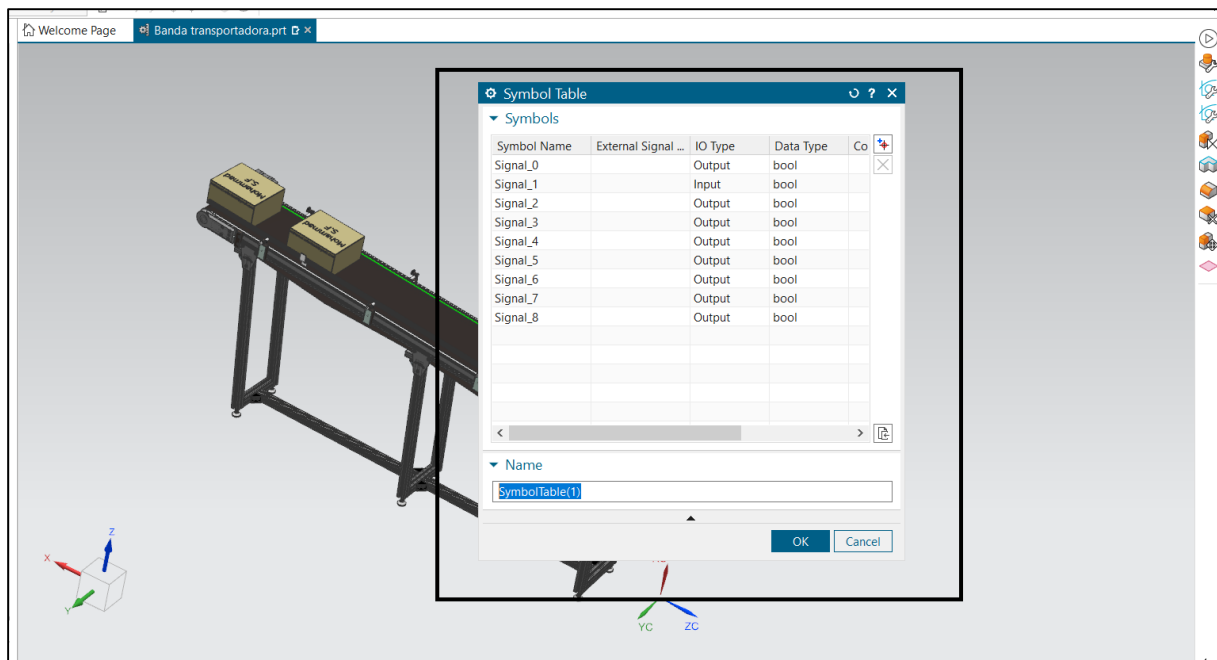 Welcome Page Banda transportadora.prt
Symbol Table
Symbols
Symbol Name External Signal ... IO Type Data Type Co
Signal_0 Output bool
Signal_1 Input bool
Signal_2 Output bool
Signal_3 Output bool
Signal_4 Output bool
Signal_5 Output bool
Signal_6 Output bool
Signal_7 Output bool
Signal_8 Output bool
Name
SymbolTable(1)
OK Cancel
Mohammed
S.P
Mohammed
S.P
Z
X
Y
YC ZC